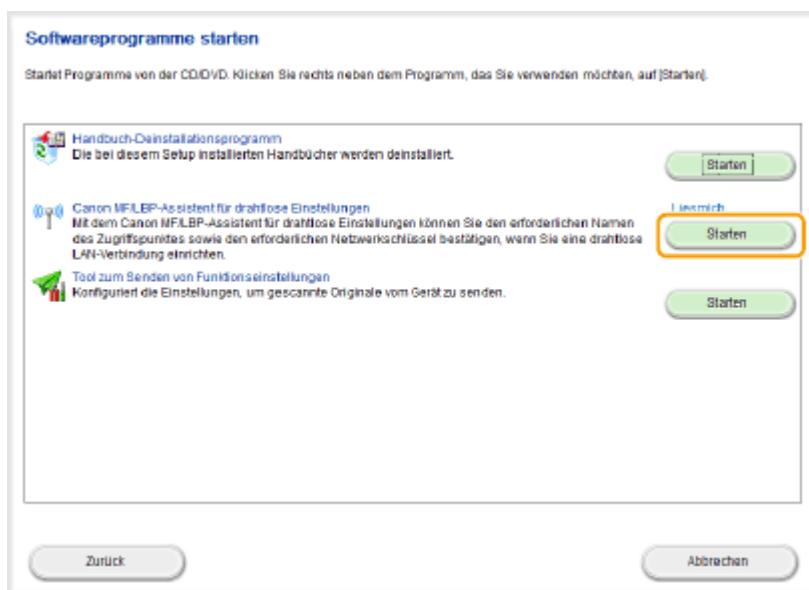 Softwareprogramme starten
Startet Programme von der CD/DVD. Klicken Sie rechts neben dem Programm, das Sie verwenden möchten, auf [Starten].
Handbuch-Deinstallationsprogramm
Die bei diesem Setup installierten Handbücher werden deinstalliert.
Starten
Canon MF/LBP-Assistent für drahtlose Einstellungen
Liesmich
Mit dem Canon MF/LBP-Assistent für drahtlose Einstellungen können Sie den erforderlichen Namen
des Zugriffspunktes sowie den erforderlichen Netzwerkschlüssel bestätigen, wenn Sie eine drahtlose
LAN-Verbindung einrichten.
Starten
Tool zum Senden von Funktionseinstellungen
Konfiguriert die Einstellungen, um gescannte Originale vom Gerät zu senden.
Starten
Zurück
Abbrechen